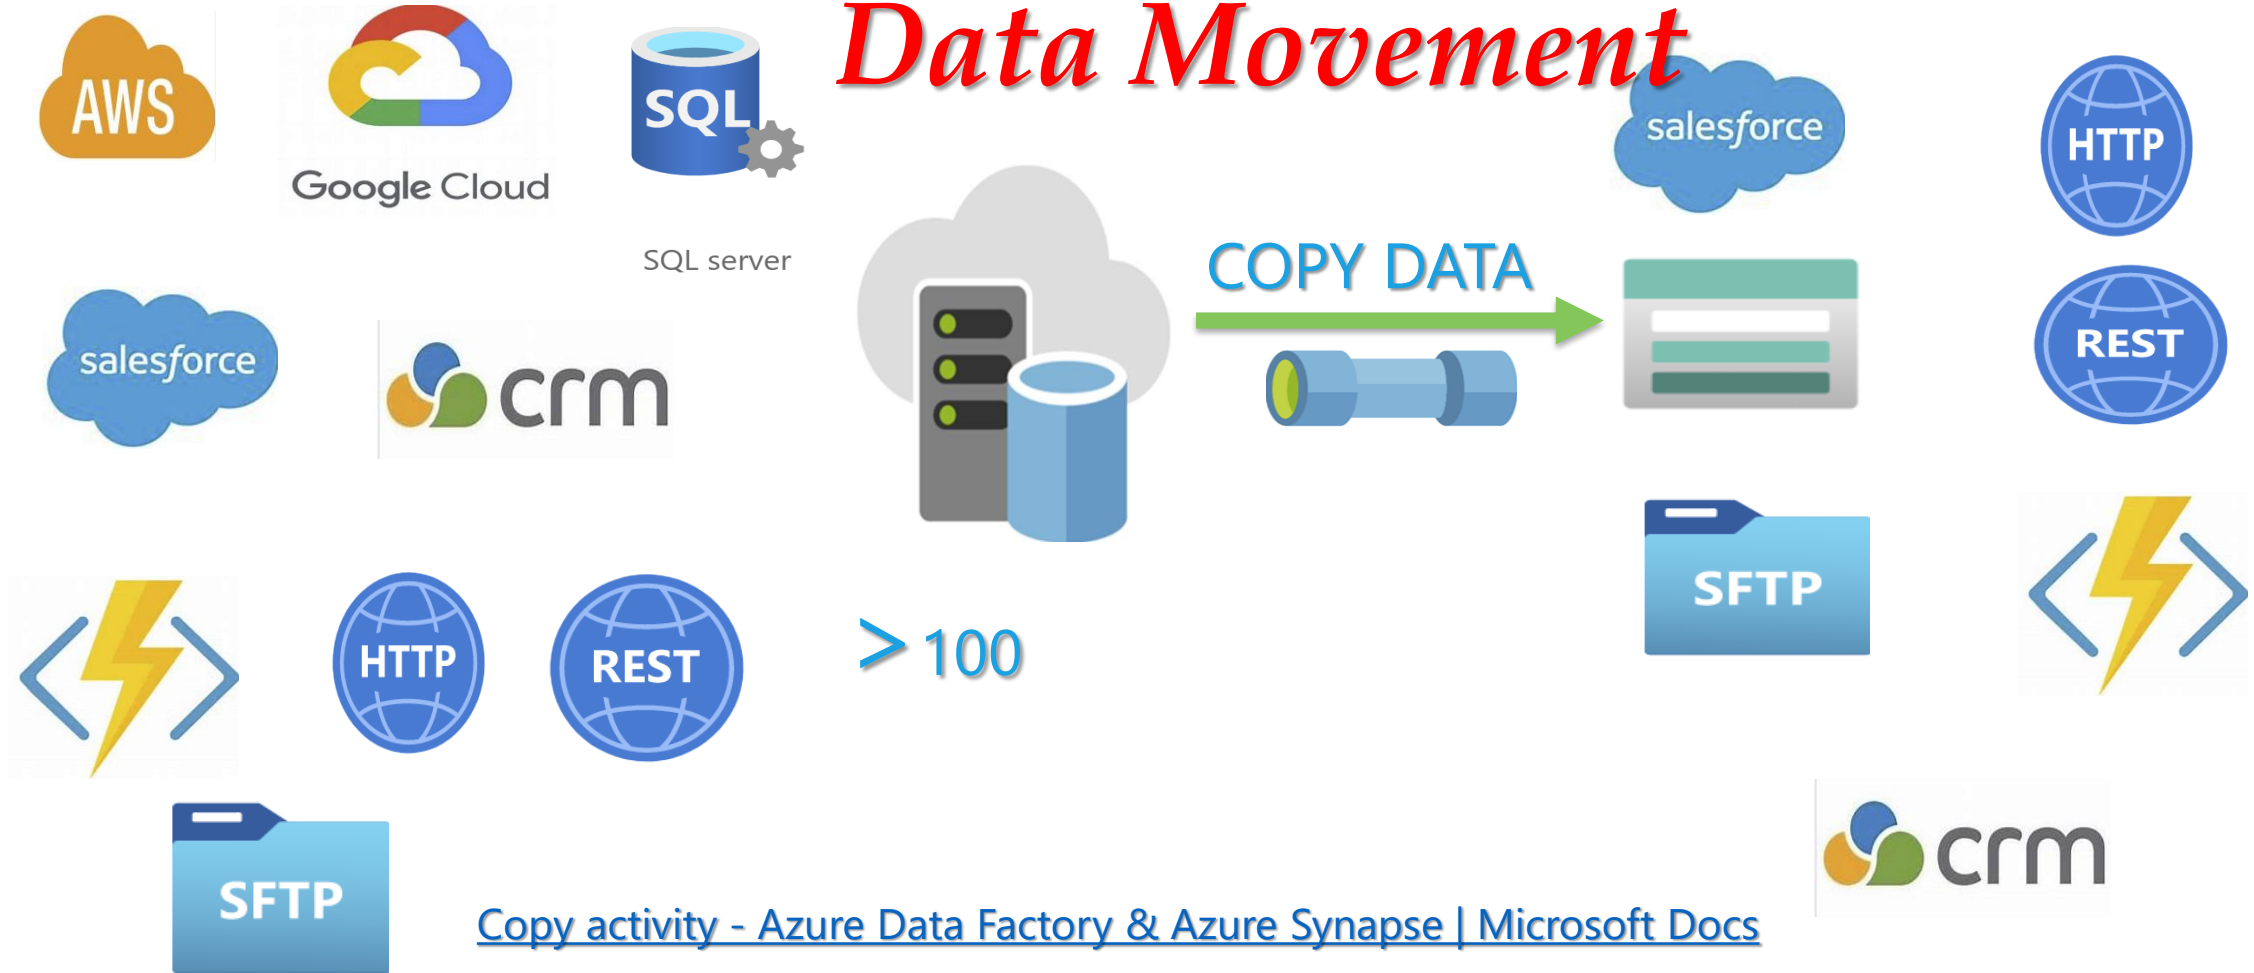 Data Movement
AWS
Google Cloud
SQL
SQL server
salesforce
HTTP
COPY DATA
REST
salesforce
crm
SFTP
HTTP
REST
> 100
SFTP
crm
Copy activity - Azure Data Factory & Azure Synapse | Microsoft Docs